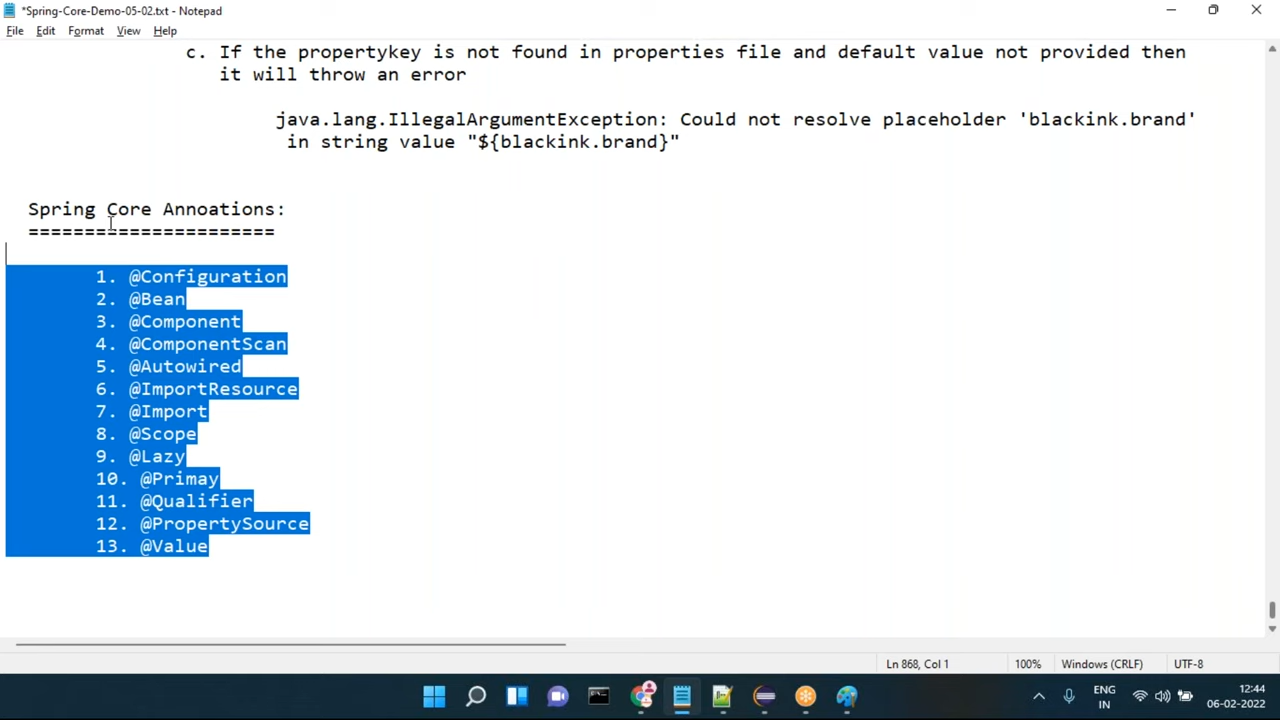 *Spring-Core-Demo-05-02.txt - Notepad
File Edit Format View Help
c. If the propertykey is not found in properties file and default value not provided then
it will throw an error
java.lang.IllegalArgumentException: Could not resolve placeholder 'blackink.brand'
in string value "${blackink.brand}"
Spring Core Annoations:
======================
1. @Configuration
2. @Bean
3. @Component
4. @ComponentScan
5. @Autowired
6. @ImportResource
7. @Import
8. @Scope
9. @Lazy
10. @Primay
11. @Qualifier
12. @PropertySource
13. @Value
Ln 868, Col 1 100% Windows (CRLF) UTF-8
ENG 12:44
IN 06-02-2022